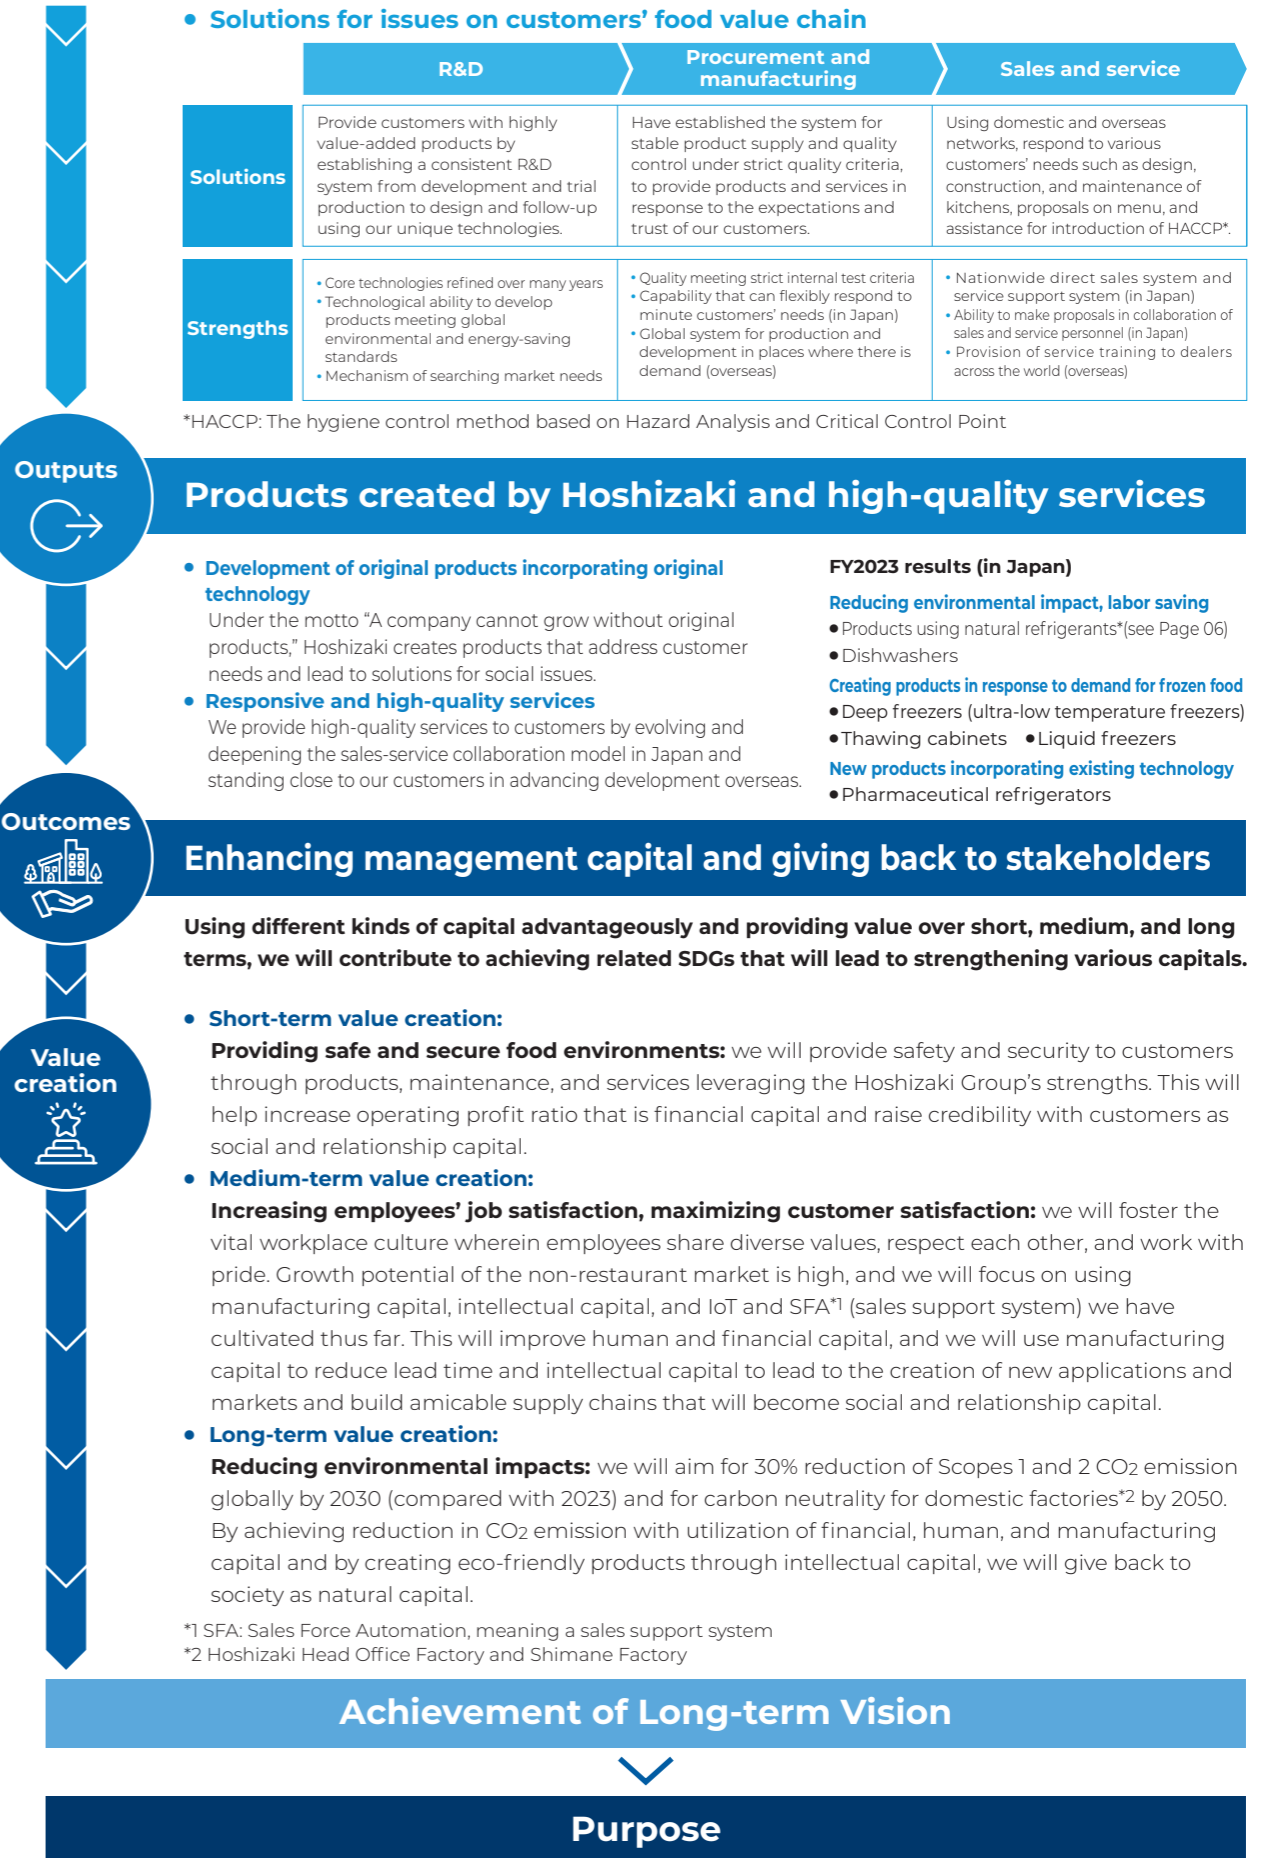 • Solutions for issues on customers’ food value chain
R&D
Procurement and
manufacturing
Sales and service
Solutions
Provide customers with highly
value-added products by
establishing a consistent R&D
system from development and trial
production to design and follow-up
using our unique technologies.
Have established the system for
stable product supply and quality
control under strict quality criteria,
to provide products and services in
response to the expectations and
trust of our customers.
Using domestic and overseas
networks, respond to various
customers’ needs such as design,
construction, and maintenance of
kitchens, proposals on menu, and
assistance for introduction of HACCP*.
Strengths
• Core technologies refined over many years
• Technological ability to develop
products meeting global
environmental and energy-saving
standards
• Mechanism of searching market needs
• Quality meeting strict internal test criteria
• Capability that can flexibly respond to
minute customers’ needs (in Japan)
• Global system for production and
development in places where there is
demand (overseas)
• Nationwide direct sales system and
service support system (in Japan)
• Ability to make proposals in collaboration of
sales and service personnel (in Japan)
• Provision of service training to dealers
across the world (overseas)
*HACCP: The hygiene control method based on Hazard Analysis and Critical Control Point
Outputs
Products created by Hoshizaki and high-quality services
• Development of original products incorporating original
technology
Under the motto “A company cannot grow without original
products,” Hoshizaki creates products that address customer
needs and lead to solutions for social issues.
• Responsive and high-quality services
We provide high-quality services to customers by evolving and
deepening the sales-service collaboration model in Japan and
standing close to our customers in advancing development overseas.
FY2023 results (in Japan)
Reducing environmental impact, labor saving
● Products using natural refrigerants*(see Page 06)
● Dishwashers
Creating products in response to demand for frozen food
● Deep freezers (ultra-low temperature freezers)
● Thawing cabinets ● Liquid freezers
New products incorporating existing technology
● Pharmaceutical refrigerators
Outcomes
Enhancing management capital and giving back to stakeholders
Using different kinds of capital advantageously and providing value over short, medium, and long
terms, we will contribute to achieving related SDGs that will lead to strengthening various capitals.
Value
creation
• Short-term value creation:
Providing safe and secure food environments: we will provide safety and security to customers
through products, maintenance, and services leveraging the Hoshizaki Group’s strengths. This will
help increase operating profit ratio that is financial capital and raise credibility with customers as
social and relationship capital.
• Medium-term value creation:
Increasing employees’ job satisfaction, maximizing customer satisfaction: we will foster the
vital workplace culture wherein employees share diverse values, respect each other, and work with
pride. Growth potential of the non-restaurant market is high, and we will focus on using
manufacturing capital, intellectual capital, and IoT and SFA*1 (sales support system) we have
cultivated thus far. This will improve human and financial capital, and we will use manufacturing
capital to reduce lead time and intellectual capital to lead to the creation of new applications and
markets and build amicable supply chains that will become social and relationship capital.
• Long-term value creation:
Reducing environmental impacts: we will aim for 30% reduction of Scopes 1 and 2 CO2 emission
globally by 2030 (compared with 2023) and for carbon neutrality for domestic factories*2 by 2050.
By achieving reduction in CO2 emission with utilization of financial, human, and manufacturing
capital and by creating eco-friendly products through intellectual capital, we will give back to
society as natural capital.
*1 SFA: Sales Force Automation, meaning a sales support system
*2 Hoshizaki Head Office Factory and Shimane Factory
Achievement of Long-term Vision
Purpose